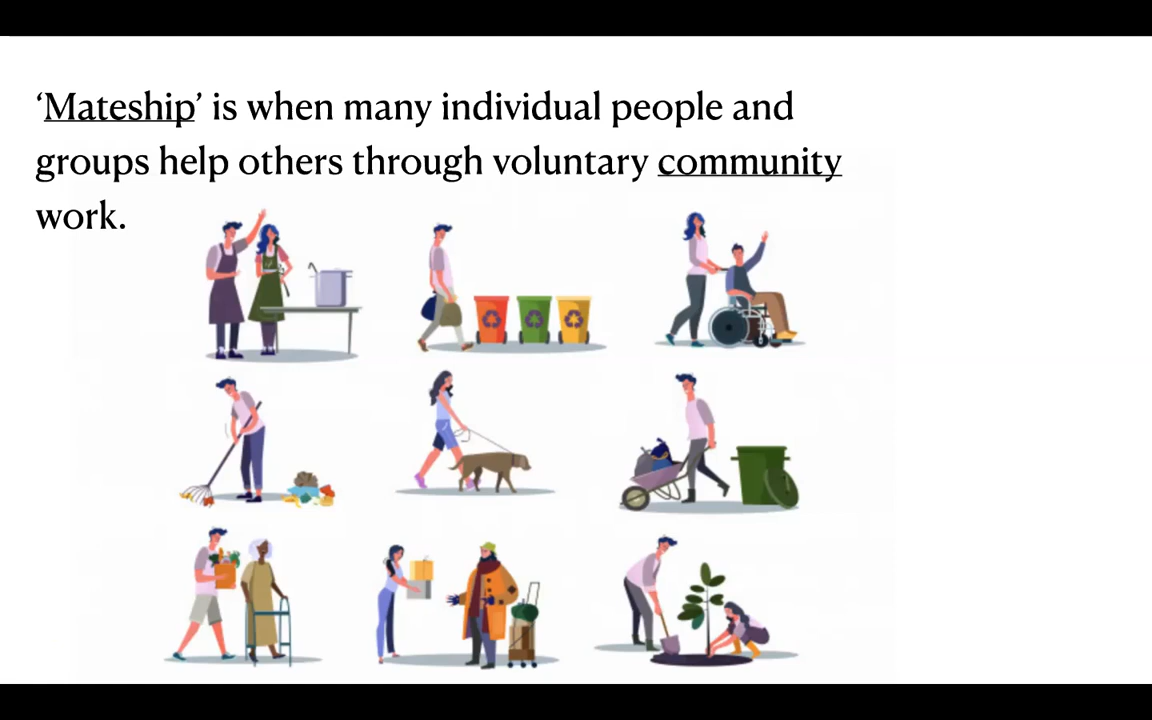 ‘Mateship’ is when many individual people and
groups help others through voluntary community
work.